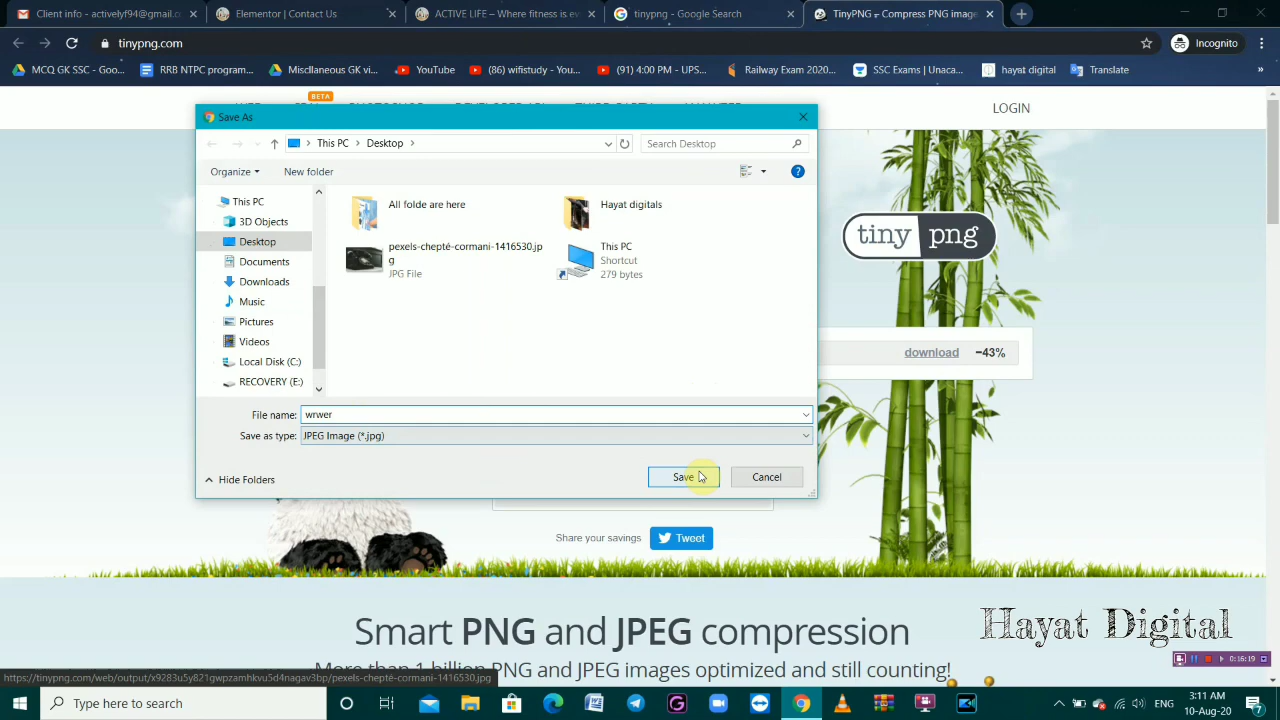 Client info - activelyf94@gmail.c
Elementor | Contact Us
ACTIVE LIFE – Where fitness is ev
tinypng - Google Search
TinyPNG – Compress PNG image
tinypng.com
Incognito
MCQ GK SSC - Goo...
RRB NTPC program...
Miscllaneous GK vi...
YouTube
(86) wifistudy - You...
(91) 4:00 PM - UPS...
Railway Exam 2020...
SSC Exams | Unaca...
hayat digital
Translate
BETA
LOGIN
Save As
This PC
Desktop
Search Desktop
Organize
New folder
This PC
3D Objects
Desktop
Documents
Downloads
Music
Pictures
Videos
Local Disk (C:)
RECOVERY (E:)
All folde are here
Hayat digitals
pexels-chepté-cormani-1416530.jp
g
JPG File
This PC
Shortcut
279 bytes
tiny png
download −43%
File name: wrwer
Save as type: JPEG Image (*.jpg)
Hide Folders
Save
Cancel
Share your savings
Tweet
Smart PNG and JPEG compression
Hayat Digital
More than 1 billion PNG and JPEG images optimized and still counting!
0:16:19
https://tinypng.com/web/output/x9283u5y821gwpzamhkvu5d4nagav3bp/pexels-chepté-cormani-1416530.jpg
Type here to search
ENG
3:11 AM
10-Aug-20
7